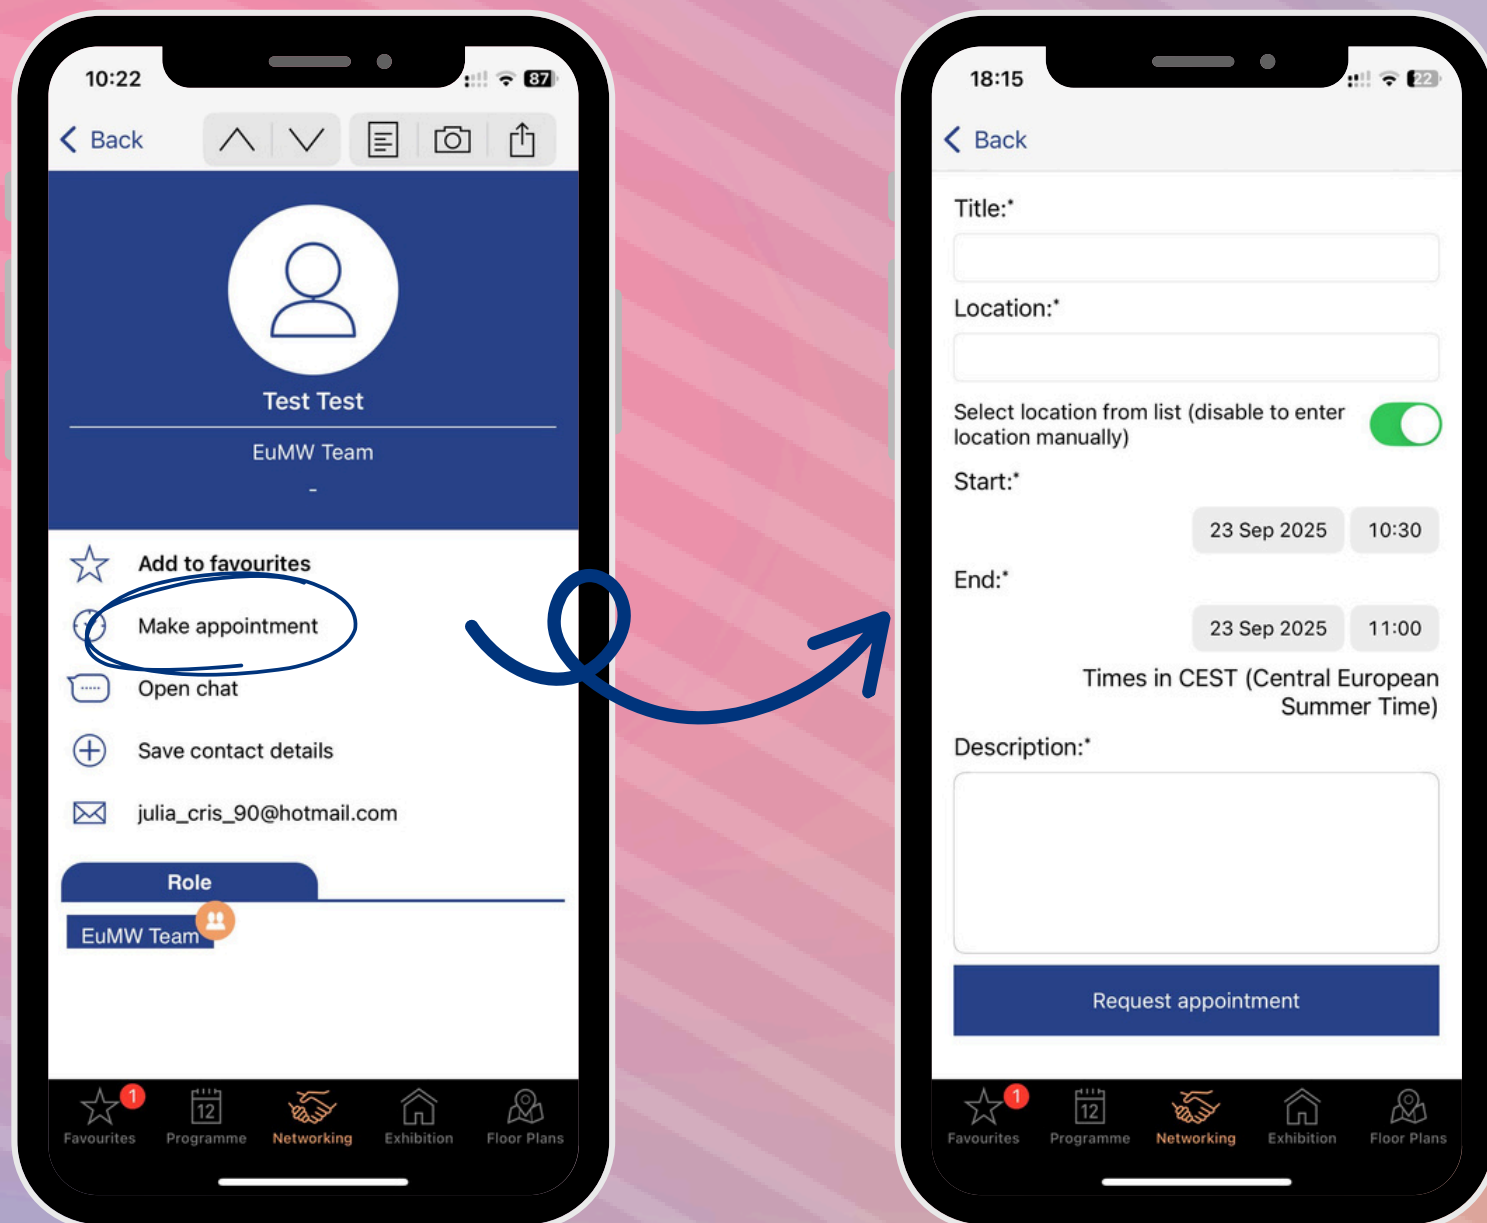 10:22
87
Back
Test Test
EuMW Team
-
Add to favourites
Make appointment
Open chat
Save contact details
julia_cris_90@hotmail.com
Role
EuMW Team
1
12
Favourites Programme Networking Exhibition Floor Plans
18:15
22
Back
Title:*
Location:*
Select location from list (disable to enter
location manually)
Start:*
23 Sep 2025 10:30
End:*
23 Sep 2025 11:00
Times in CEST (Central European
Summer Time)
Description:*
Request appointment
1
12
Favourites Programme Networking Exhibition Floor Plans